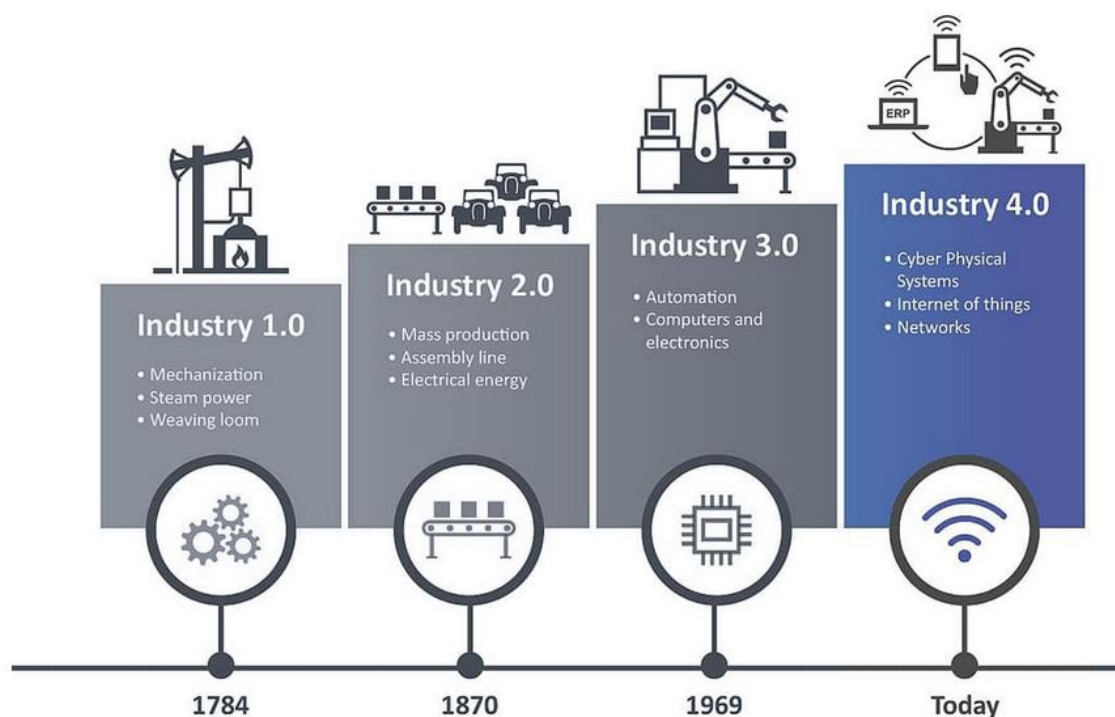 ERP
Industry 1.0
• Mechanization
• Steam power
• Weaving loom
Industry 2.0
• Mass production
• Assembly line
• Electrical energy
Industry 3.0
• Automation
• Computers and
electronics
Industry 4.0
• Cyber Physical
Systems
• Internet of things
• Networks
1784
1870
1969
Today